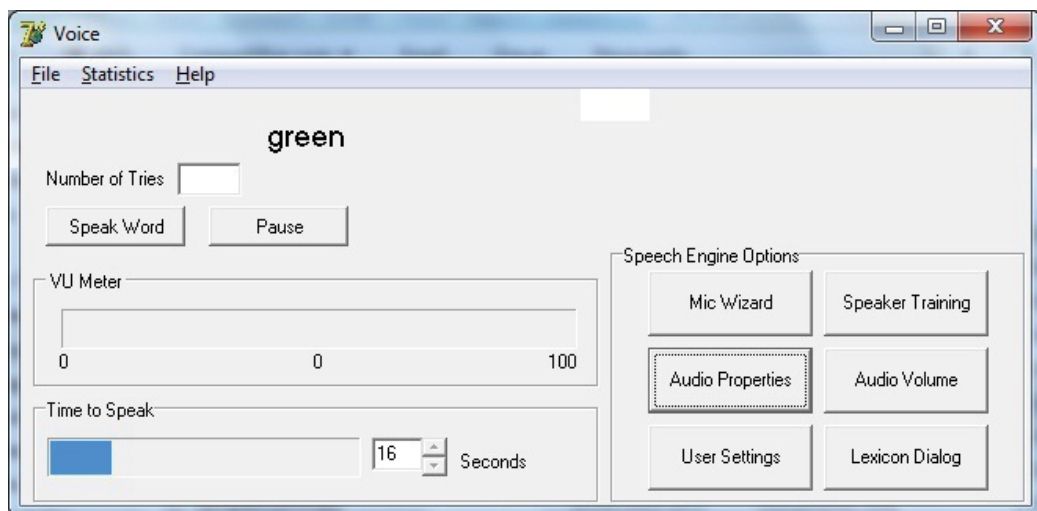 Voice
File Statistics Help
green
Number of Tries
Speak Word Pause
VU Meter
0 0 100
Time to Speak
16 Seconds
Speech Engine Options
Mic Wizard Speaker Training
Audio Properties Audio Volume
User Settings Lexicon Dialog